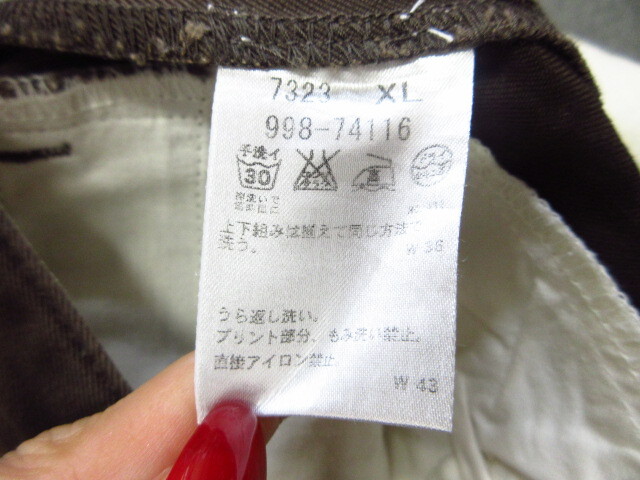 7323 XL
998-74116
手洗イ
30
上下組みは揃えて同じ方法で
洗う。
W 36
うら返し洗い。
プリント部分、もみ洗い禁止。
直接アイロン禁止
W 43